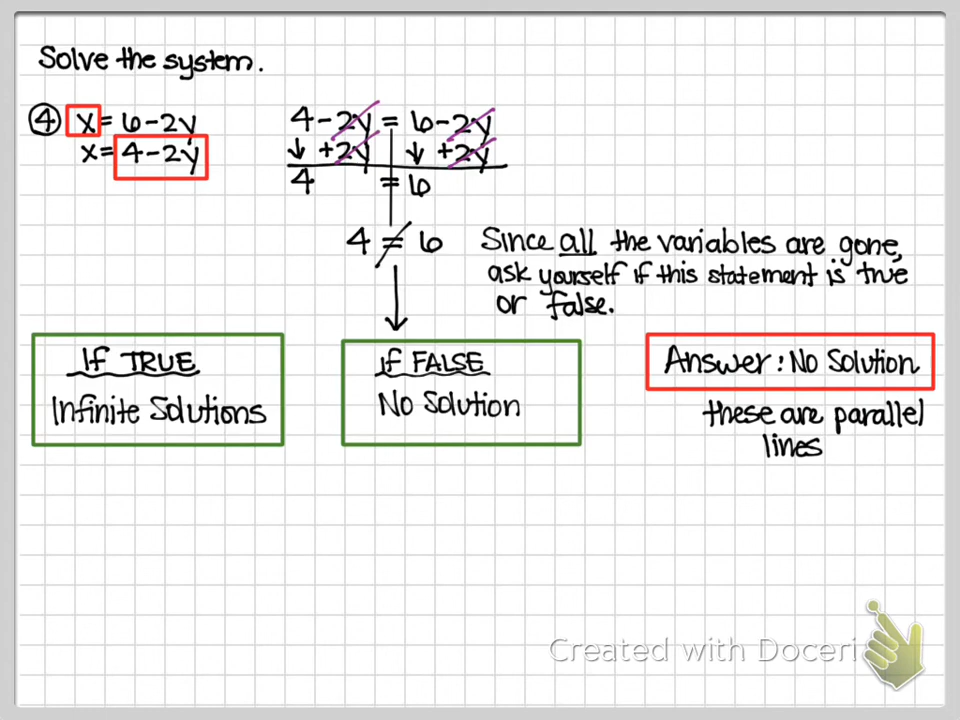 Solve the system.
④ x = 6-2y
x = 4-2y
4-2y = 6-2y
↓ +2y ↓ +2y
4 = 6
4 ≠ 6
Since all the variables are gone,
ask yourself if this statement is true
or false.
If TRUE
Infinite Solutions
If FALSE
No Solution
Answer: No Solution
these are parallel
lines
Created with Doceri